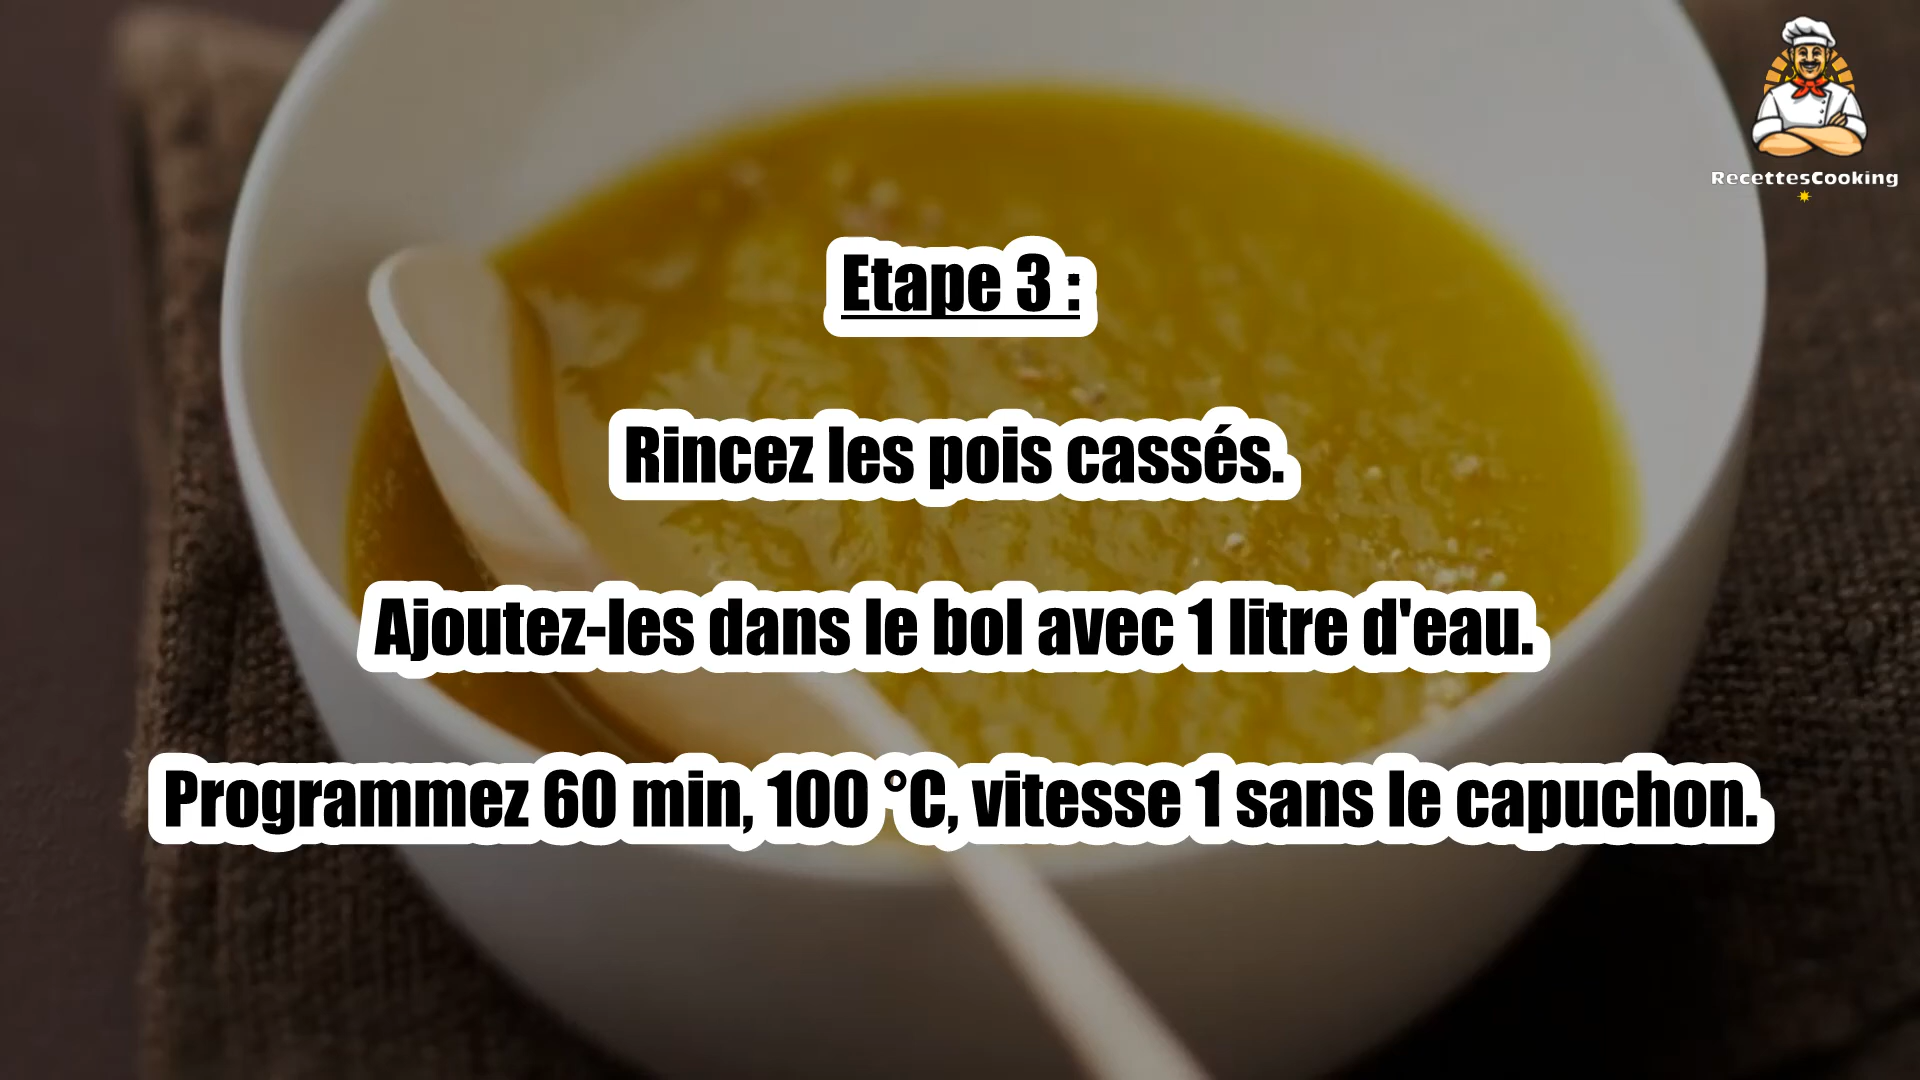 RecettesCooking
Etape 3 :
Rincez les pois cassés.
Ajoutez-les dans le bol avec 1 litre d'eau.
Programmez 60 min, 100 °C, vitesse 1 sans le capuchon.